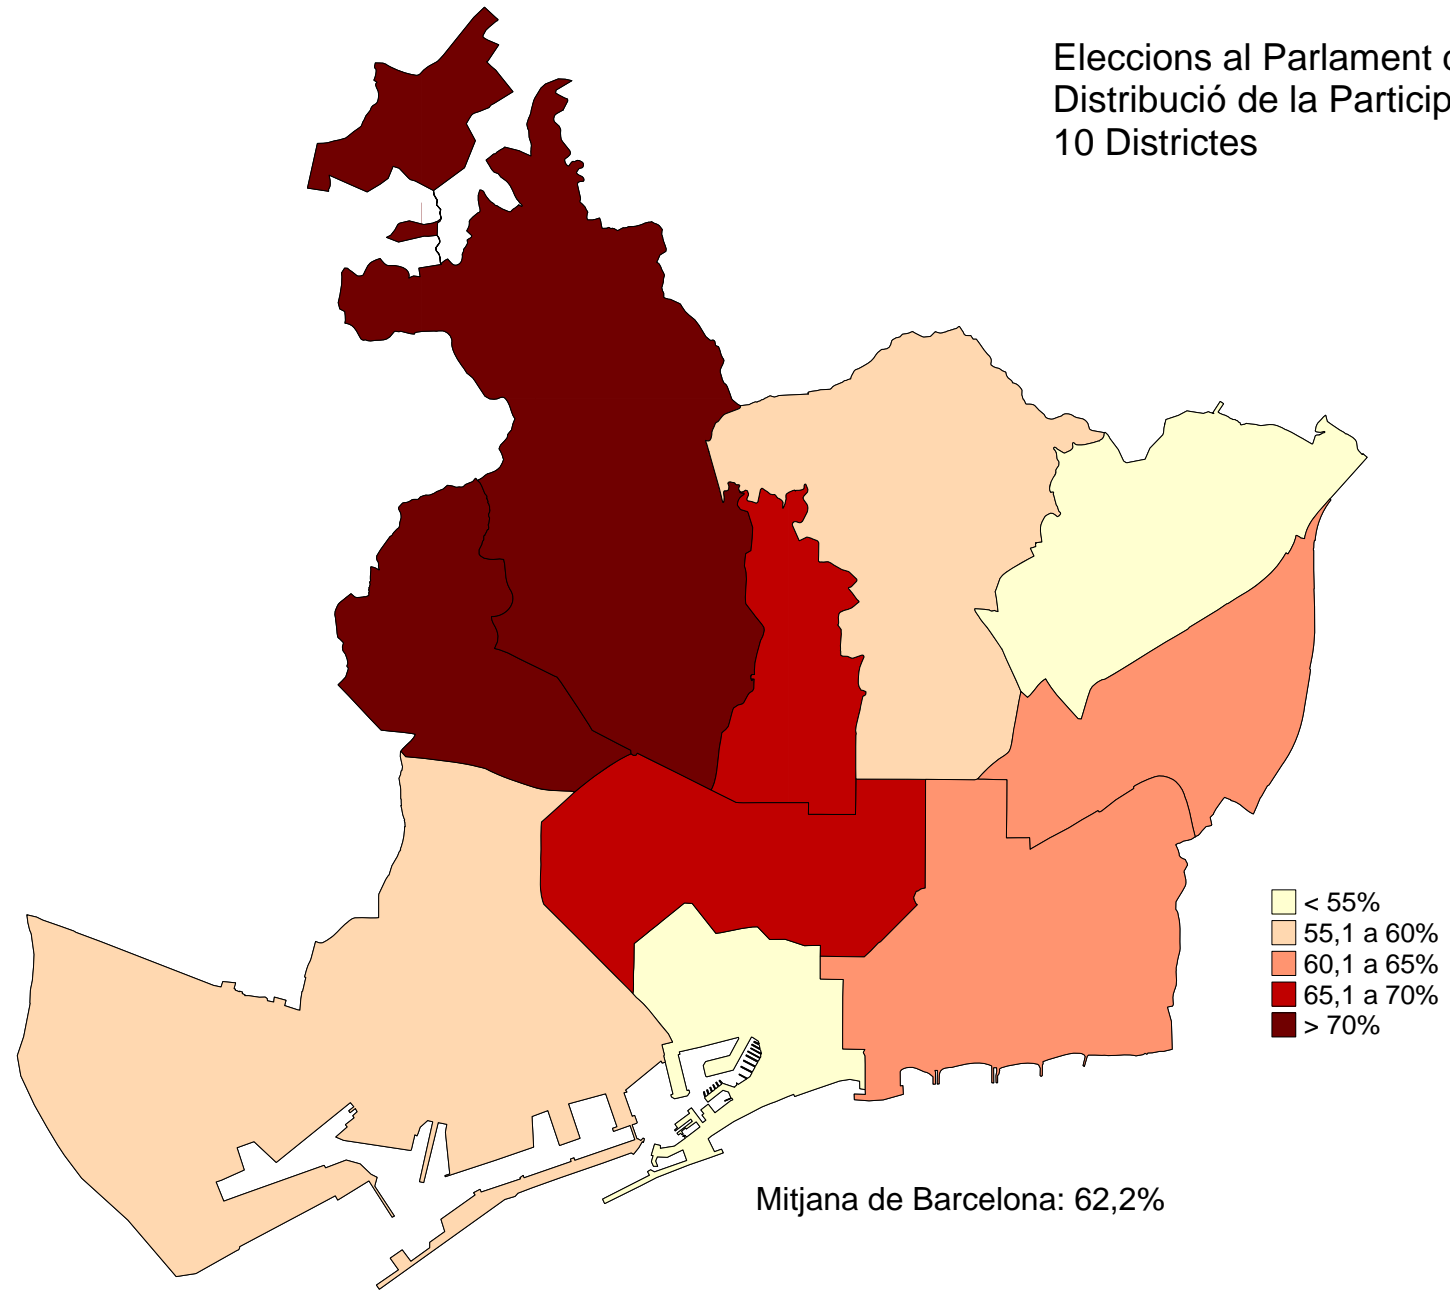 Eleccions al Parlament
Distribució de la Particip
10 Districtes
< 55%
55,1 a 60%
60,1 a 65%
65,1 a 70%
> 70%
Mitjana de Barcelona: 62,2%